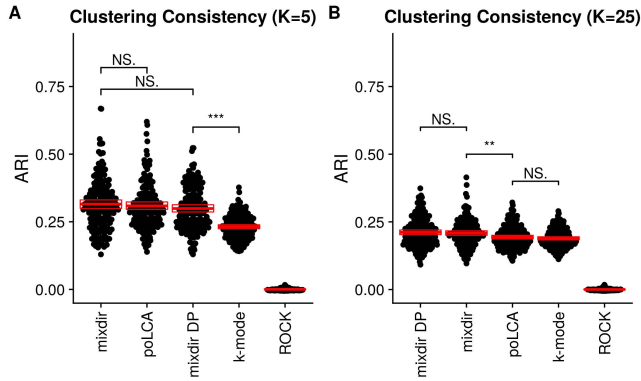 A
Clustering Consistency (K=5)
ARI
0.75
0.50
0.25
0.00
NS.
NS.
***
mixdir
poLCA
mixdir DP
k-mode
ROCK
B
Clustering Consistency (K=25)
ARI
0.75
0.50
0.25
0.00
NS.
**
NS.
mixdir DP
mixdir
poLCA
k-mode
ROCK